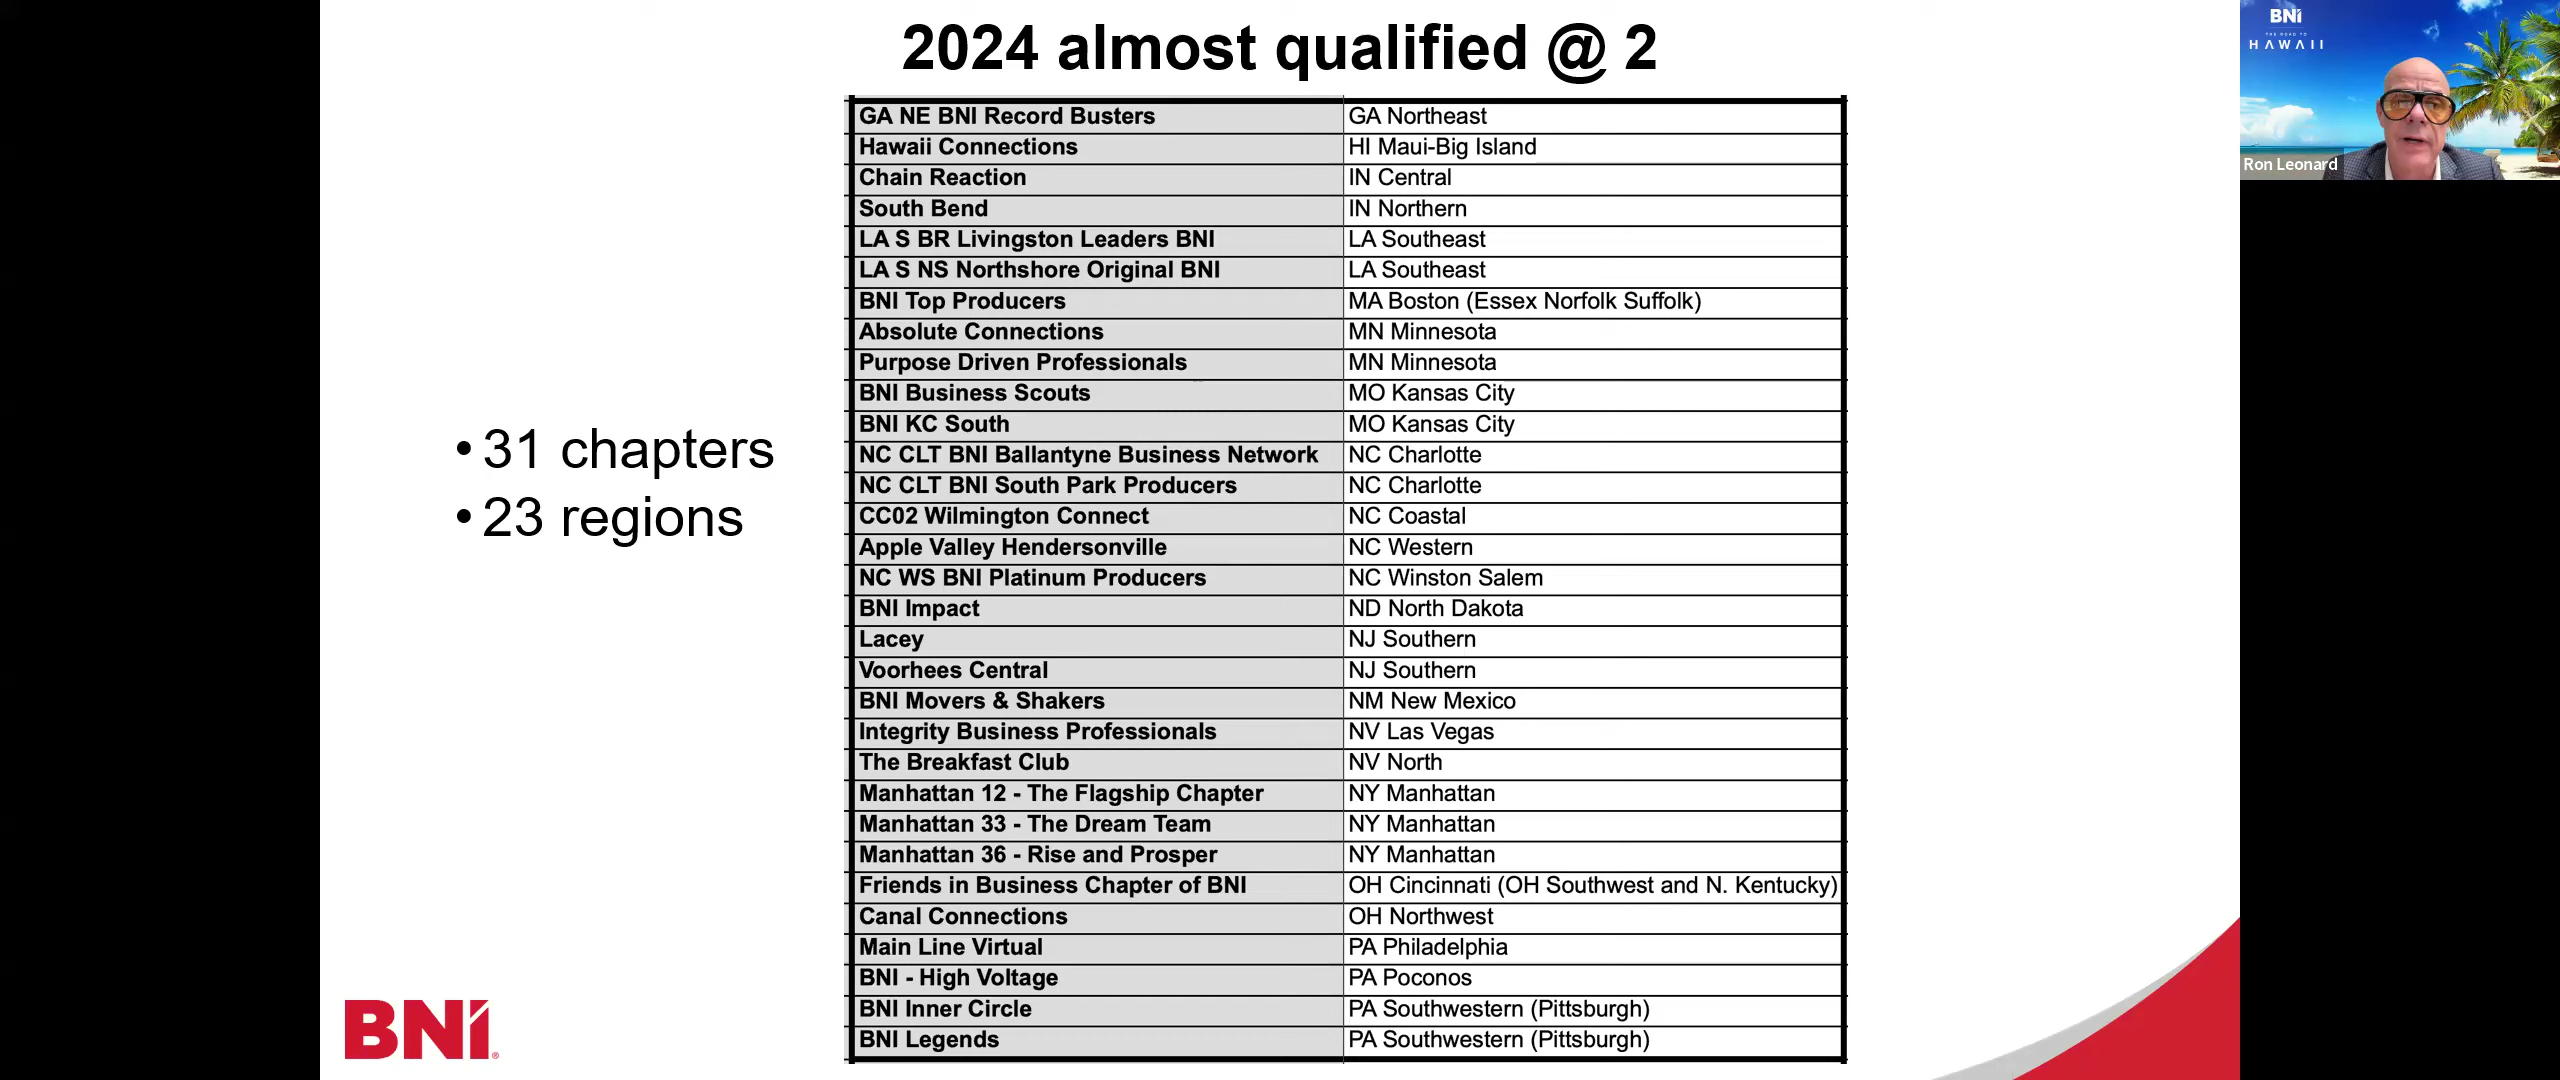 2024 almost qualified @ 2
• 31 chapters
• 23 regions
GA NE BNI Record Busters GA Northeast
Hawaii Connections HI Maui-Big Island
Chain Reaction IN Central
South Bend IN Northern
LA S BR Livingston Leaders BNI LA Southeast
LA S NS Northshore Original BNI LA Southeast
BNI Top Producers MA Boston (Essex Norfolk Suffolk)
Absolute Connections MN Minnesota
Purpose Driven Professionals MN Minnesota
BNI Business Scouts MO Kansas City
BNI KC South MO Kansas City
NC CLT BNI Ballantyne Business Network NC Charlotte
NC CLT BNI South Park Producers NC Charlotte
CC02 Wilmington Connect NC Coastal
Apple Valley Hendersonville NC Western
NC WS BNI Platinum Producers NC Winston Salem
BNI Impact ND North Dakota
Lacey NJ Southern
Voorhees Central NJ Southern
BNI Movers & Shakers NM New Mexico
Integrity Business Professionals NV Las Vegas
The Breakfast Club NV North
Manhattan 12 - The Flagship Chapter NY Manhattan
Manhattan 33 - The Dream Team NY Manhattan
Manhattan 36 - Rise and Prosper NY Manhattan
Friends in Business Chapter of BNI OH Cincinnati (OH Southwest and N. Kentucky)
Canal Connections OH Northwest
Main Line Virtual PA Philadelphia
BNI - High Voltage PA Poconos
BNI Inner Circle PA Southwestern (Pittsburgh)
BNI Legends PA Southwestern (Pittsburgh)
BNI®
BNI
THE ROAD TO
HAWAII
Ron Leonard